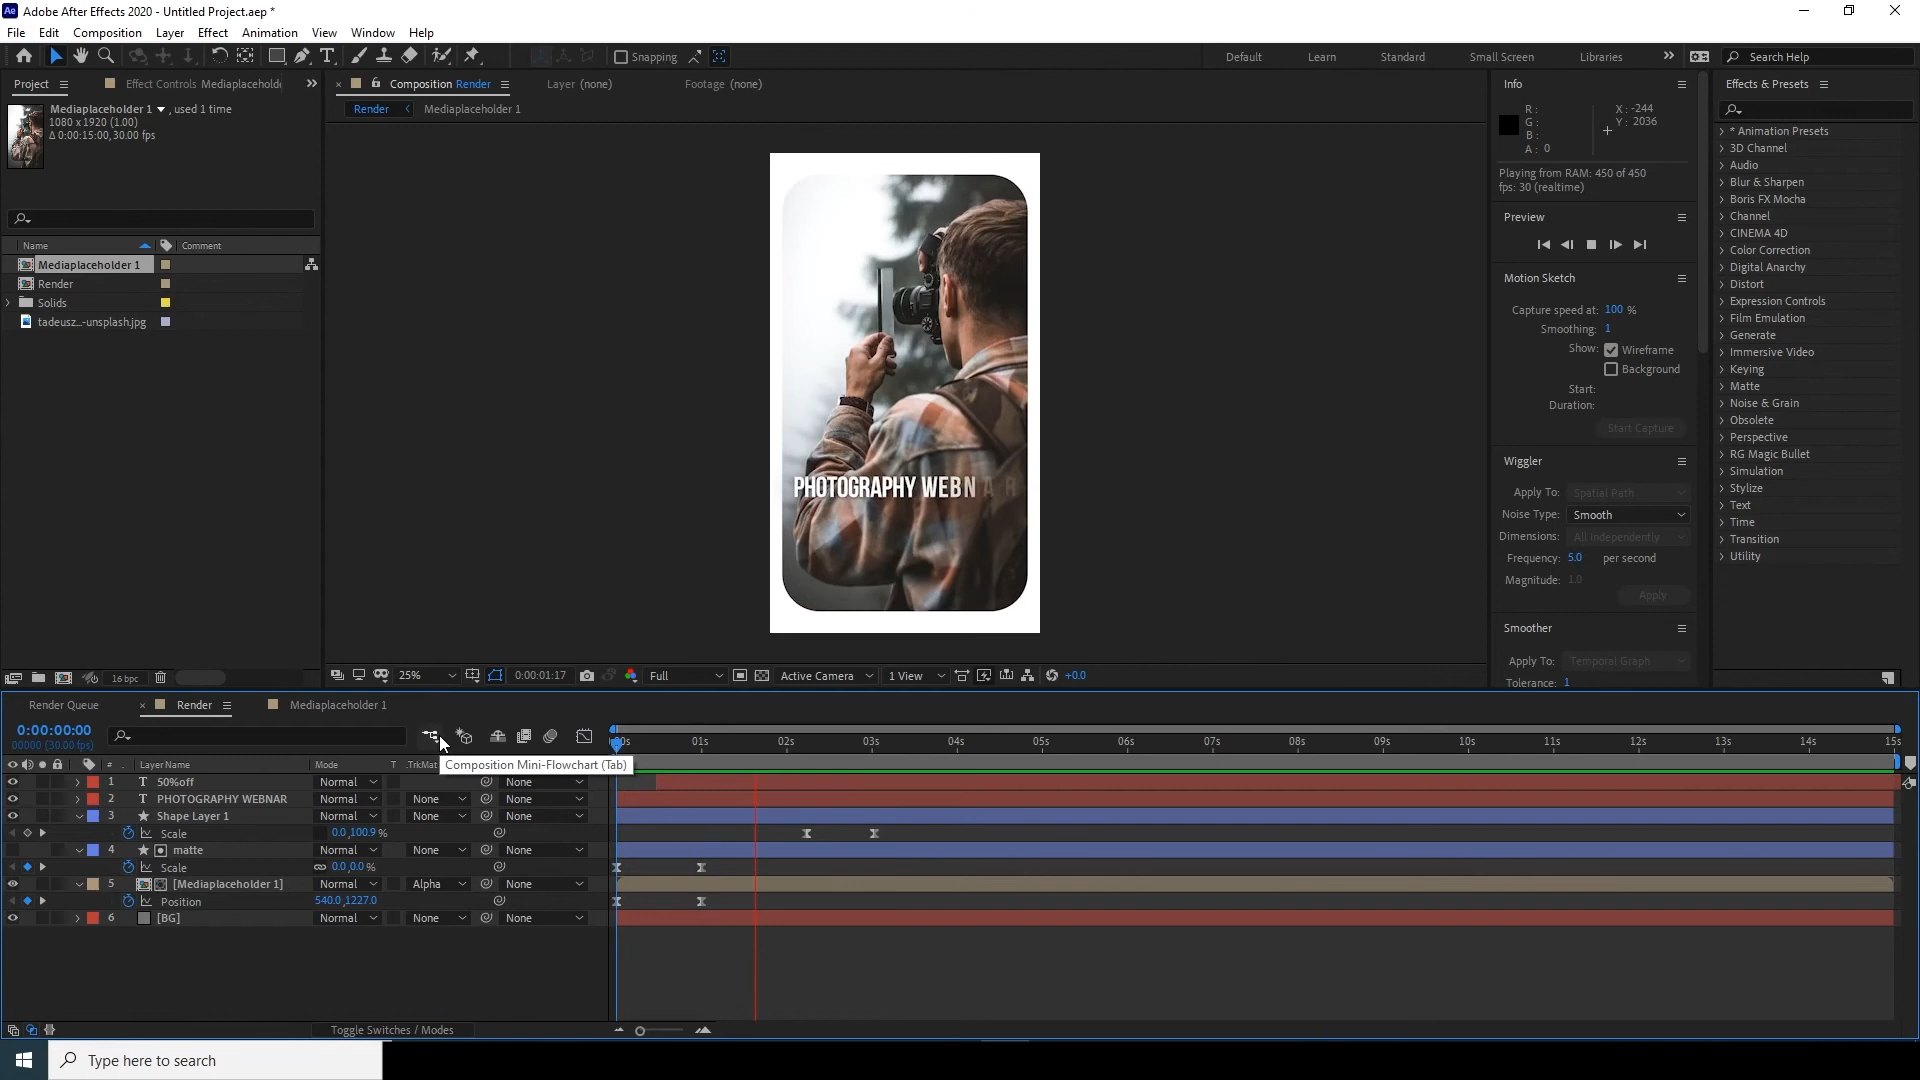 Ae Adobe After Effects 2020 - Untitled Project.aep *
File Edit Composition Layer Effect Animation View Window Help
Snapping
Default Learn Standard Small Screen Libraries Search Help
Project Effect Controls Mediaplaceholde
Composition Render Layer (none) Footage (none)
Render Mediaplaceholder 1
Mediaplaceholder 1 , used 1 time
1080 x 1920 (1.00)
Δ 0:00:15:00, 30.00 fps
Name Comment
Mediaplaceholder 1
Render
Solids
tadeusz...-unsplash.jpg
16 bpc
PHOTOGRAPHY WEBNAR
25% 0:00:01:17 Full Active Camera 1 View +0.0
Info
R :
G :
B :
A : 0
X : -244
Y : 2036
Playing from RAM: 450 of 450
fps: 30 (realtime)
Preview
Motion Sketch
Capture speed at: 100 %
Smoothing: 1
Show: Wireframe
Background
Start:
Duration:
Start Capture
Wiggler
Apply To: Spatial Path
Noise Type: Smooth
Dimensions: All Independently
Frequency: 5.0 per second
Magnitude: 1.0
Apply
Smoother
Apply To: Temporal Graph
Tolerance: 1
Effects & Presets
* Animation Presets
3D Channel
Audio
Blur & Sharpen
Boris FX Mocha
Channel
CINEMA 4D
Color Correction
Digital Anarchy
Distort
Expression Controls
Film Emulation
Generate
Immersive Video
Keying
Matte
Noise & Grain
Obsolete
Perspective
RG Magic Bullet
Simulation
Stylize
Text
Time
Transition
Utility
Render Queue Render Mediaplaceholder 1
0:00:00:00
00000 (30.00 fps)
00s 01s 02s 03s 04s 05s 06s 07s 08s 09s 10s 11s 12s 13s 14s 15s
# . Layer Name Mode T .TrkMat
Composition Mini-Flowchart (Tab)
1 T 50%off Normal None
2 T PHOTOGRAPHY WEBNAR Normal None None
3 Shape Layer 1 Normal None None
Scale 0.0,100.9 %
4 matte Normal None None
Scale 0.0,0.0 %
5 [Mediaplaceholder 1] Normal Alpha None
Position 540.0,1227.0
6 [BG] Normal None None
Toggle Switches / Modes
Type here to search